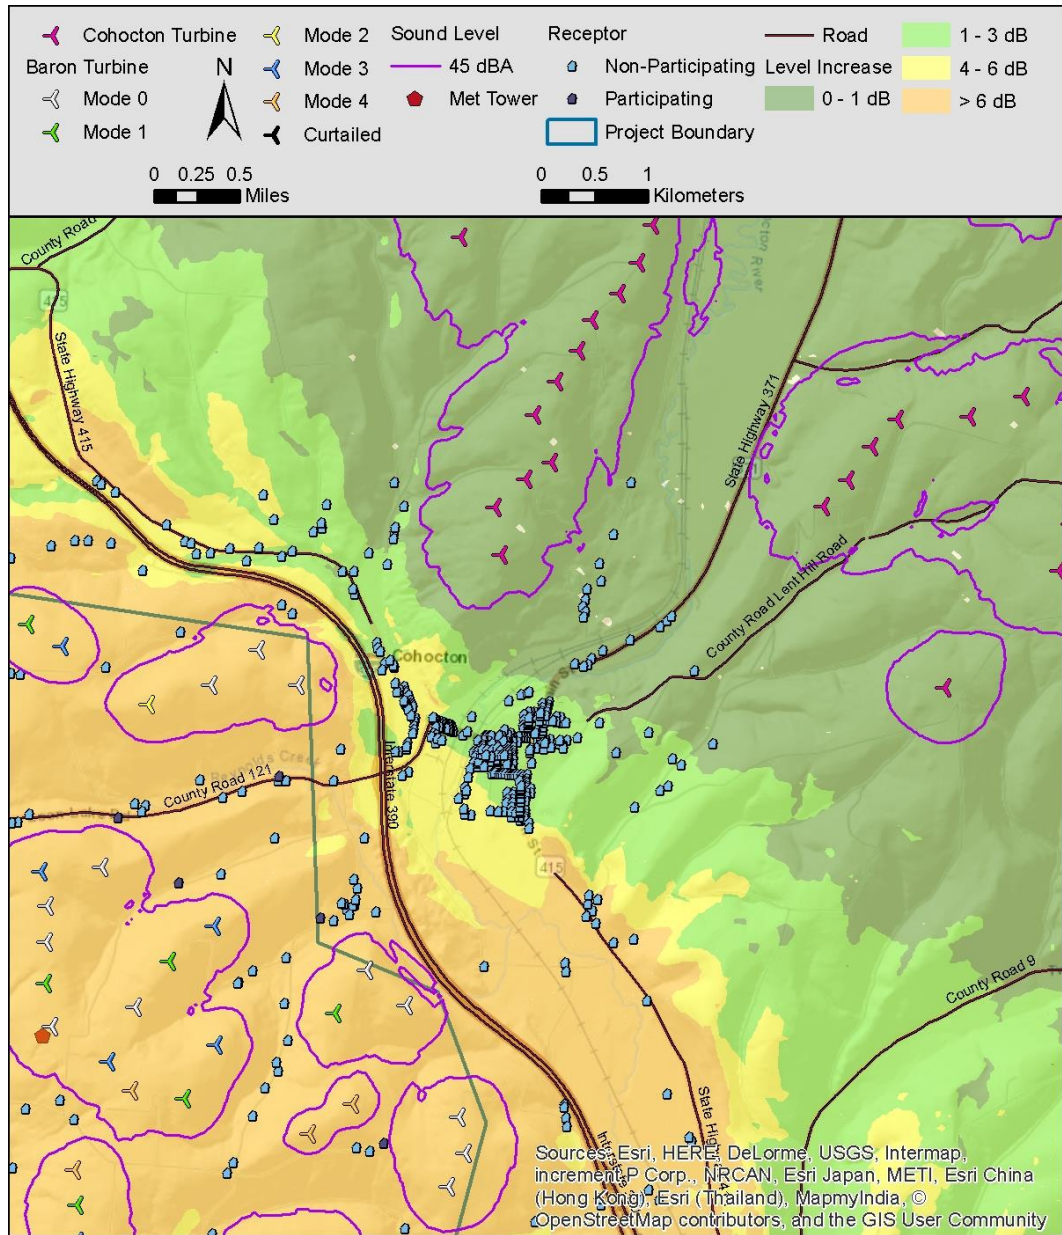 Cohocton Turbine
Baron Turbine
Mode 0
Mode 1
N
Mode 2
Mode 3
Mode 4
Curtailed
Sound Level
45 dBA
Met Tower
Receptor
Non-Participating
Participating
Project Boundary
Road
Level Increase
0 - 1 dB
1 - 3 dB
4 - 6 dB
> 6 dB
0 0.25 0.5
Miles
0 0.5 1
Kilometers
County Road
415
State Highway 415
River
State Highway 371
County Road Lent Hill Road
Cohocton
Interstate 390
Reynolds Creek
County Road 121
415
County Road 9
Sources: Esri, HERE, DeLorme, USGS, Intermap,
increment P Corp., NRCAN, Esri Japan, METI, Esri China
(Hong Kong), Esri (Thailand), MapmyIndia, ©
OpenStreetMap contributors, and the GIS User Community